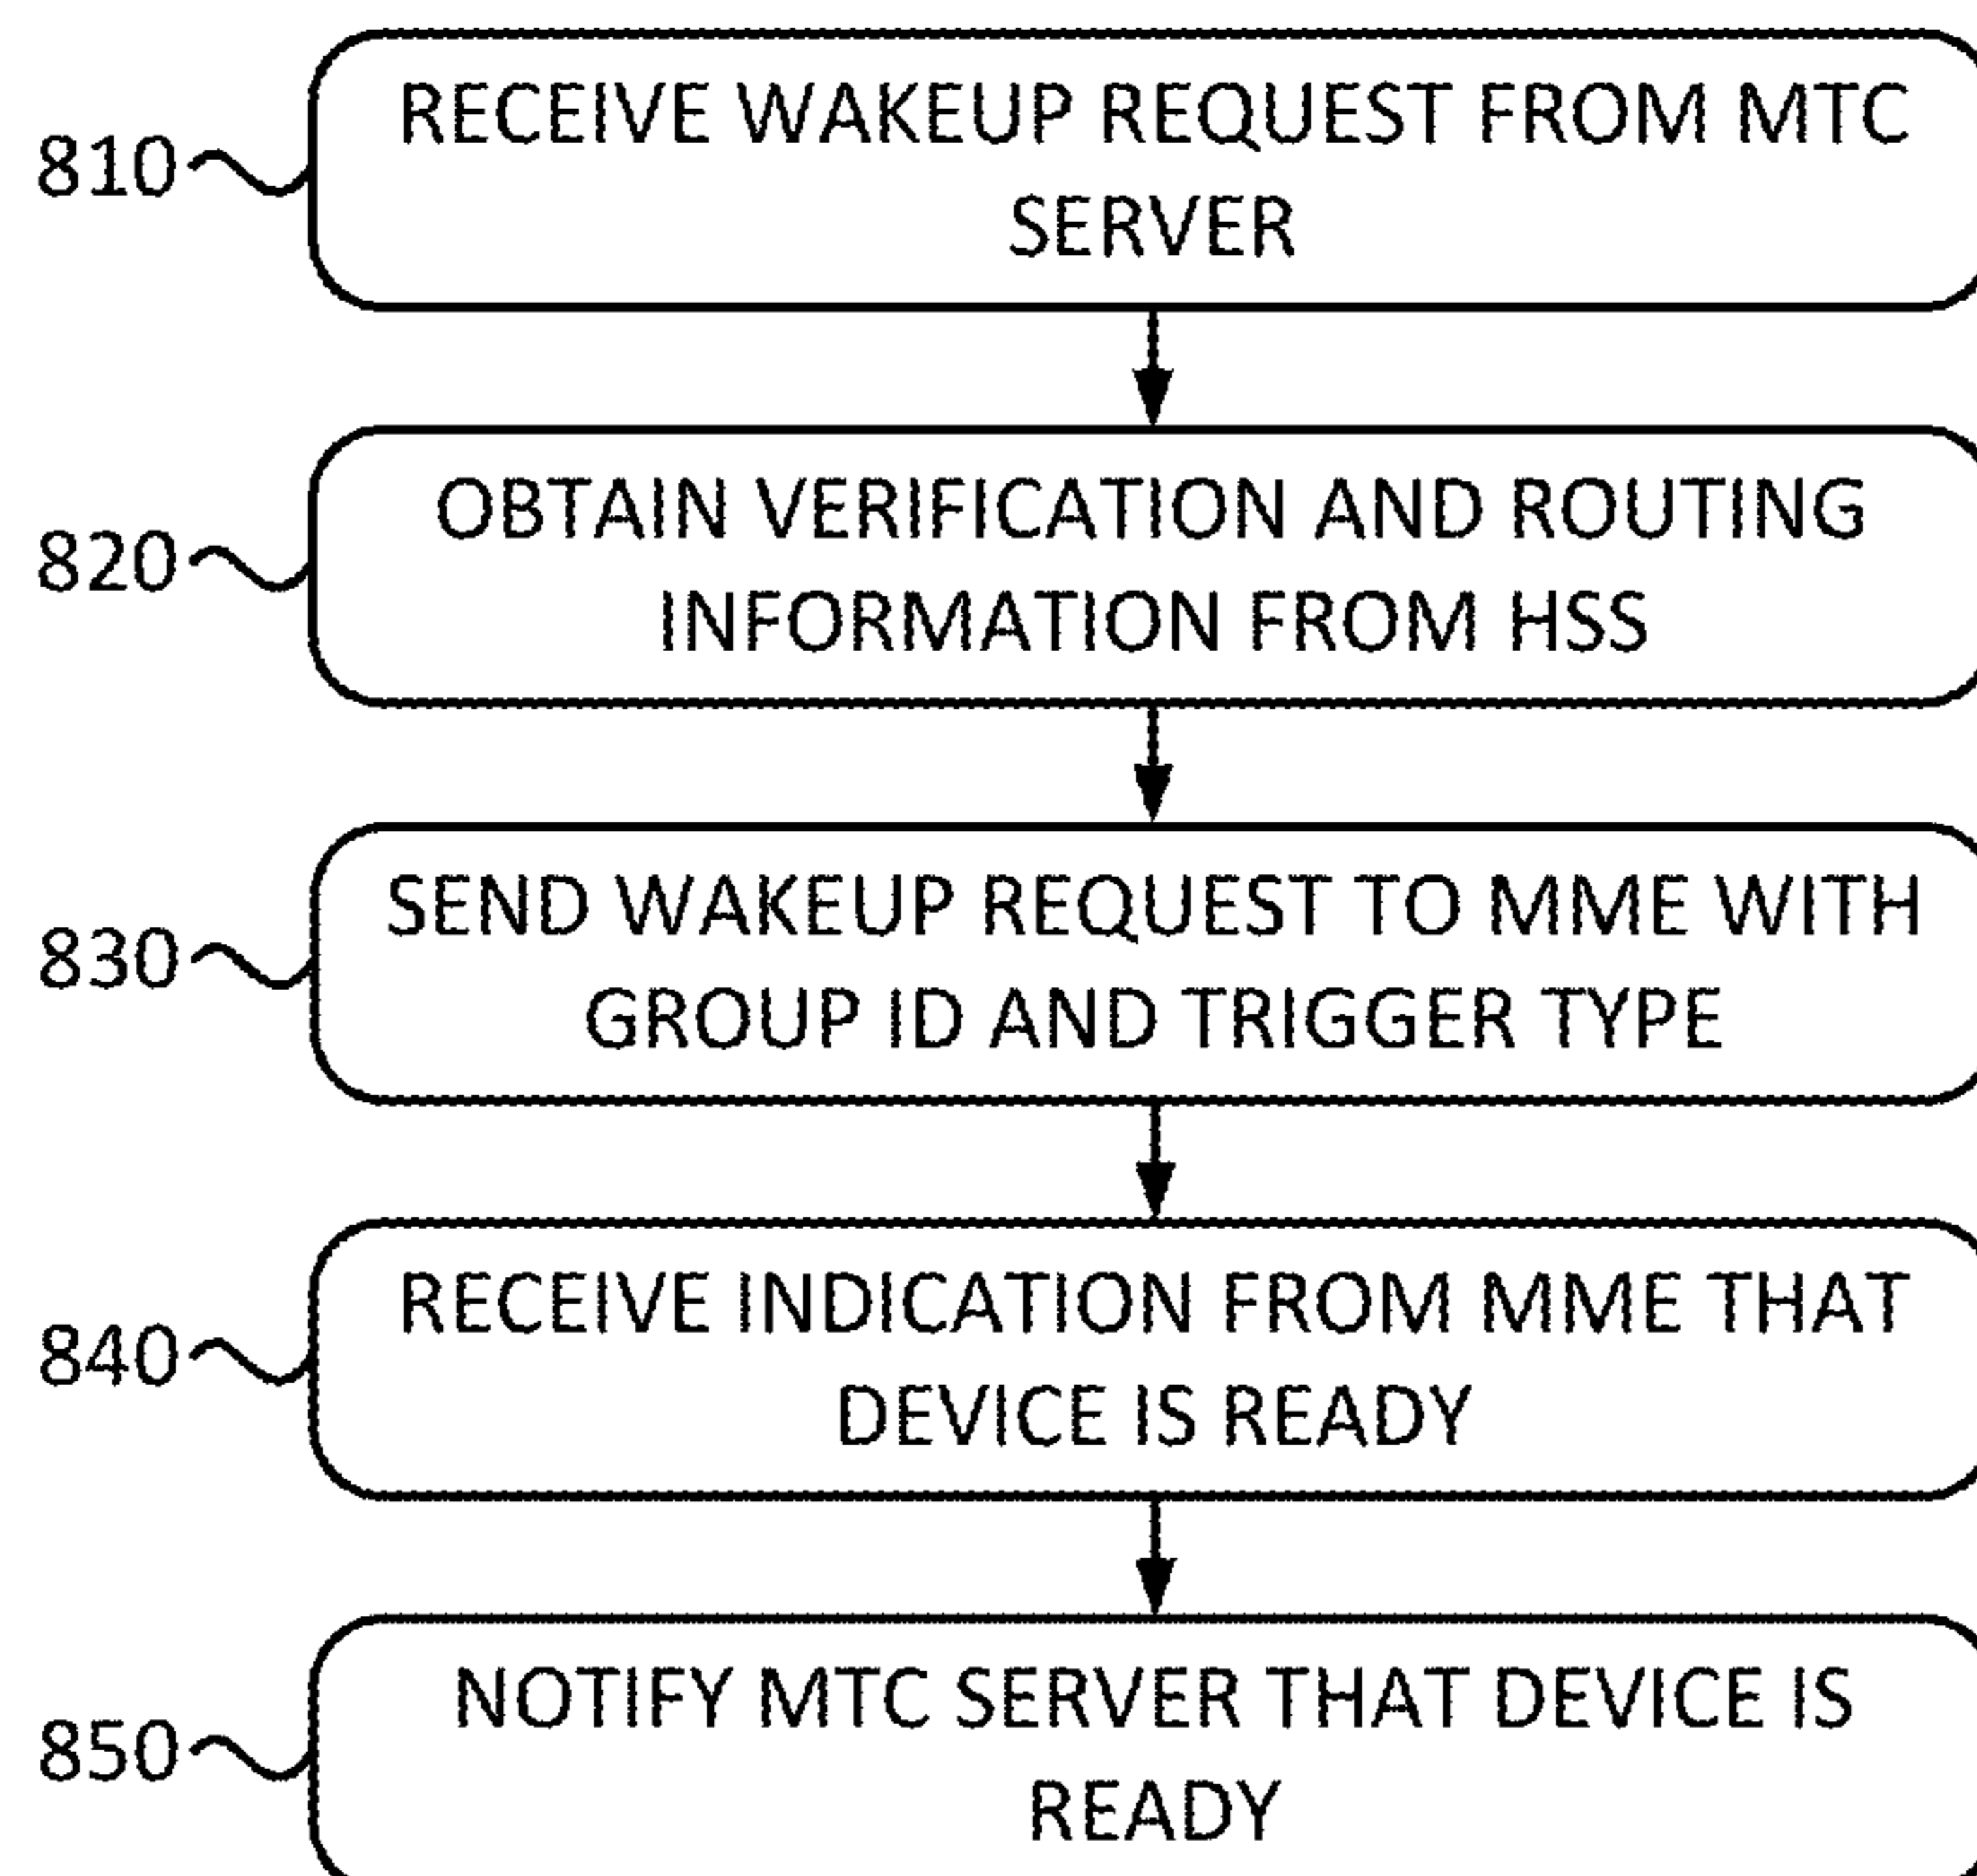 810
RECEIVE WAKEUP REQUEST FROM MTC
SERVER
820
OBTAIN VERIFICATION AND ROUTING
INFORMATION FROM HSS
830
SEND WAKEUP REQUEST TO MME WITH
GROUP ID AND TRIGGER TYPE
840
RECEIVE INDICATION FROM MME THAT
DEVICE IS READY
850
NOTIFY MTC SERVER THAT DEVICE IS
READY